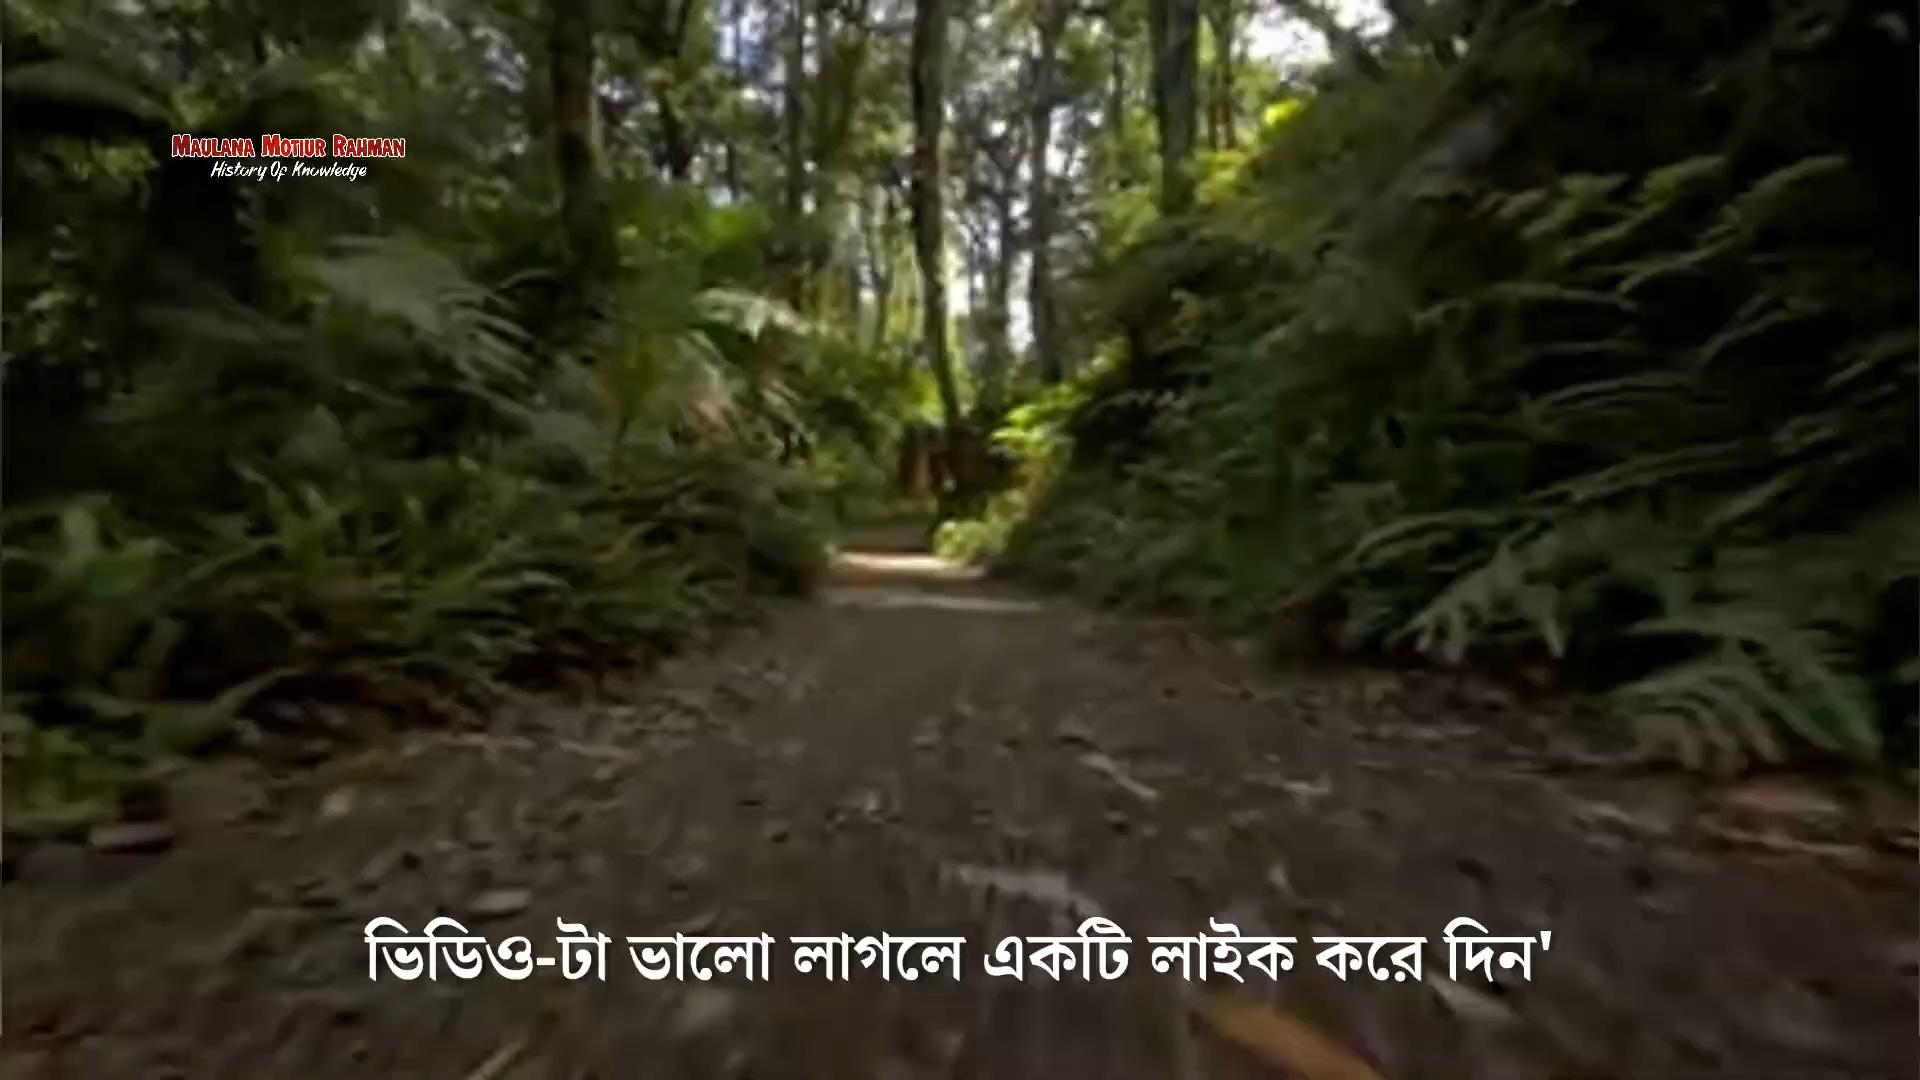 MAULANA MOTIUR RAHMAN
History Of Knowledge
ভিডিও-টা ভালো লাগলে একটি লাইক করে দিন'